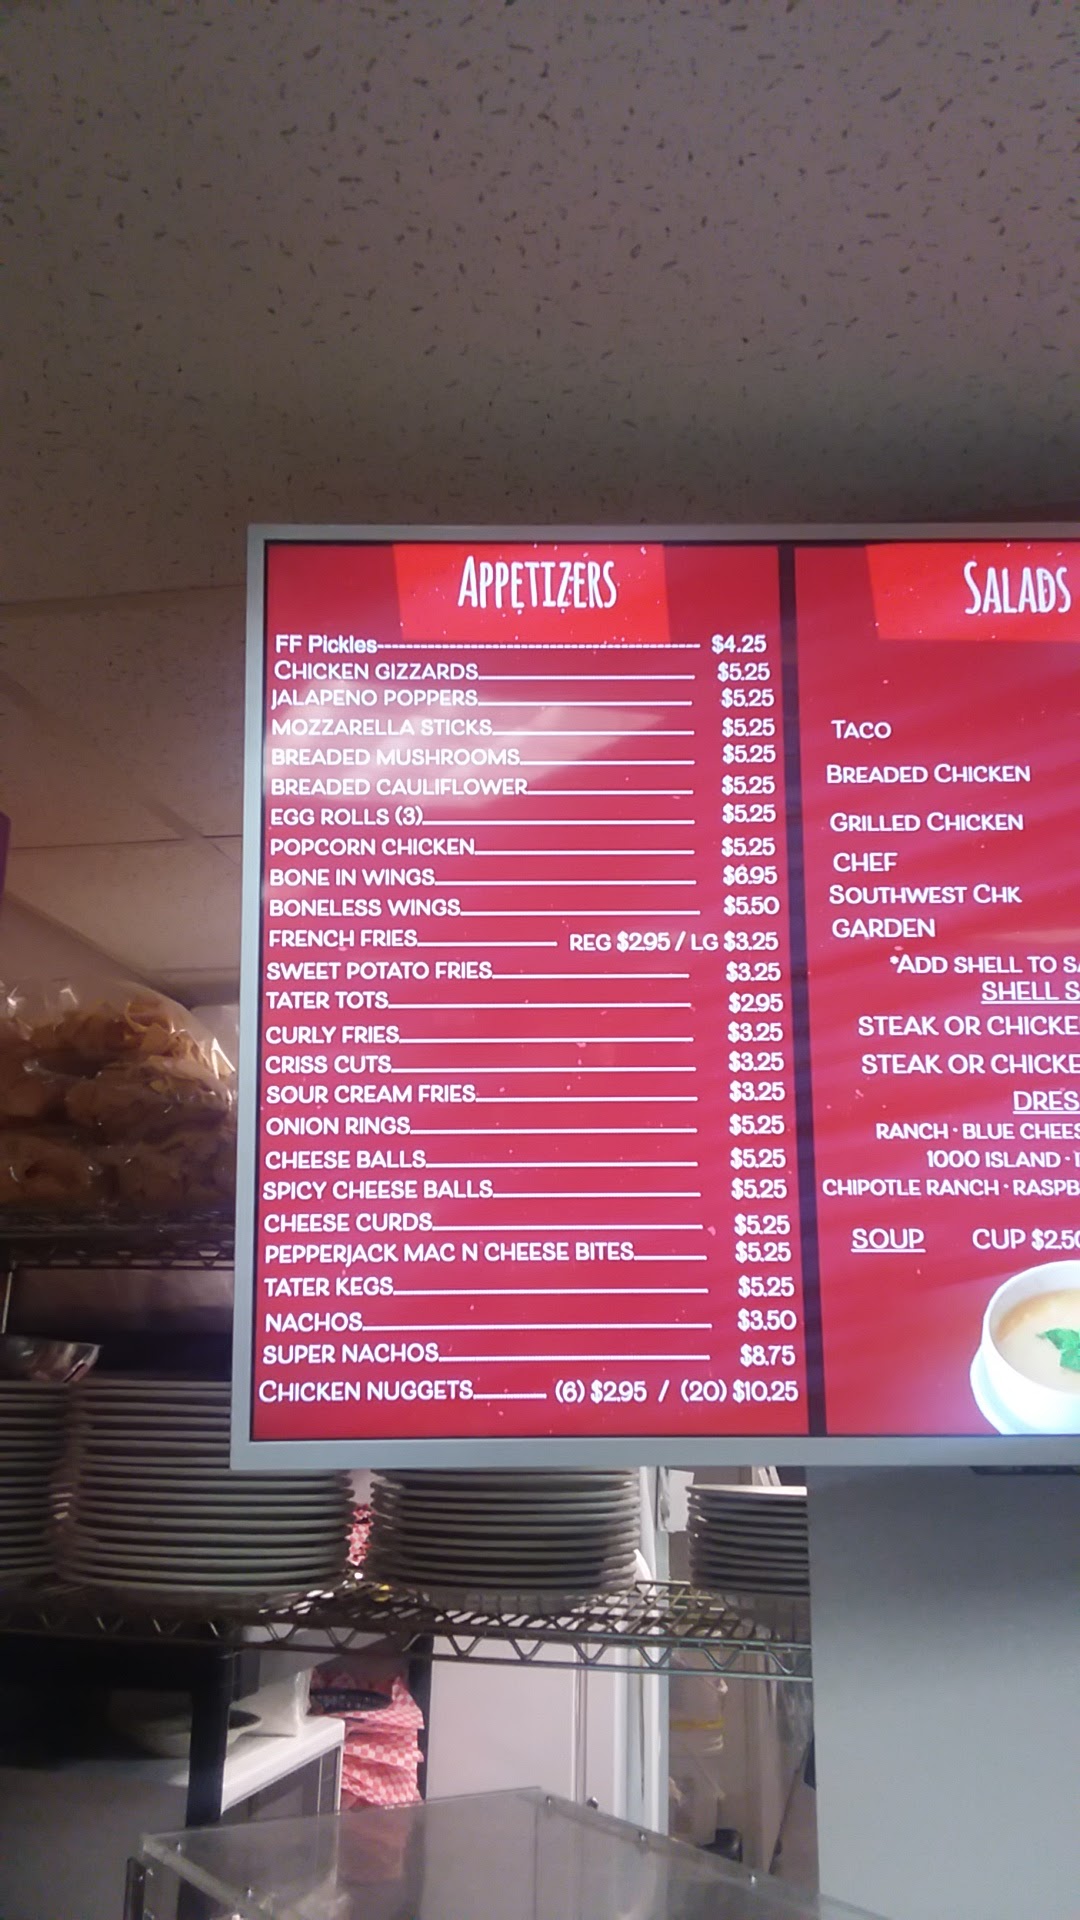 APPETIZERS
FF Pickles---------------------------------------------------- $4.25
CHICKEN GIZZARDS $5.25
JALAPENO POPPERS $5.25
MOZZARELLA STICKS $5.25
BREADED MUSHROOMS $5.25
BREADED CAULIFLOWER $5.25
EGG ROLLS (3) $5.25
POPCORN CHICKEN $5.25
BONE IN WINGS $6.95
BONELESS WINGS $5.50
FRENCH FRIES REG $2.95 / LG $3.25
SWEET POTATO FRIES $3.25
TATER TOTS $2.95
CURLY FRIES $3.25
CRISS CUTS $3.25
SOUR CREAM FRIES $3.25
ONION RINGS $5.25
CHEESE BALLS $5.25
SPICY CHEESE BALLS $5.25
CHEESE CURDS $5.25
PEPPERJACK MAC N CHEESE BITES $5.25
TATER KEGS $5.25
NACHOS $3.50
SUPER NACHOS $8.75
CHICKEN NUGGETS (6) $2.95 / (20) $10.25
SALADS
TACO
BREADED CHICKEN
GRILLED CHICKEN
CHEF
SOUTHWEST CHK
GARDEN
*ADD SHELL TO
SHELL
STEAK OR
STEAK OR
RANCH · BLUE
1000 ISLAND ·
CHIPOTLE RANCH ·
SOUP CUP $2.50